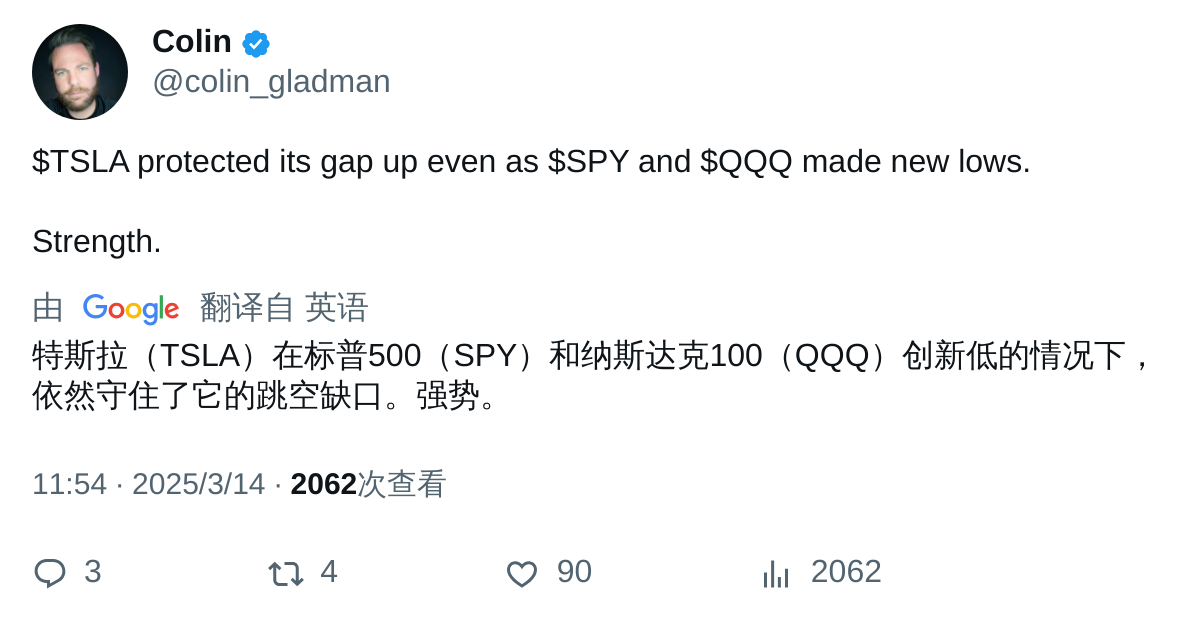 Colin
@colin_gladman
$TSLA protected its gap up even as $SPY and $QQQ made new lows.
Strength.
由 Google 翻译自 英语
特斯拉（TSLA）在标普500（SPY）和纳斯达克100（QQQ）创新低的情况下，
依然守住了它的跳空缺口。强势。
11:54 · 2025/3/14 · 2062次查看
3 4 90 2062